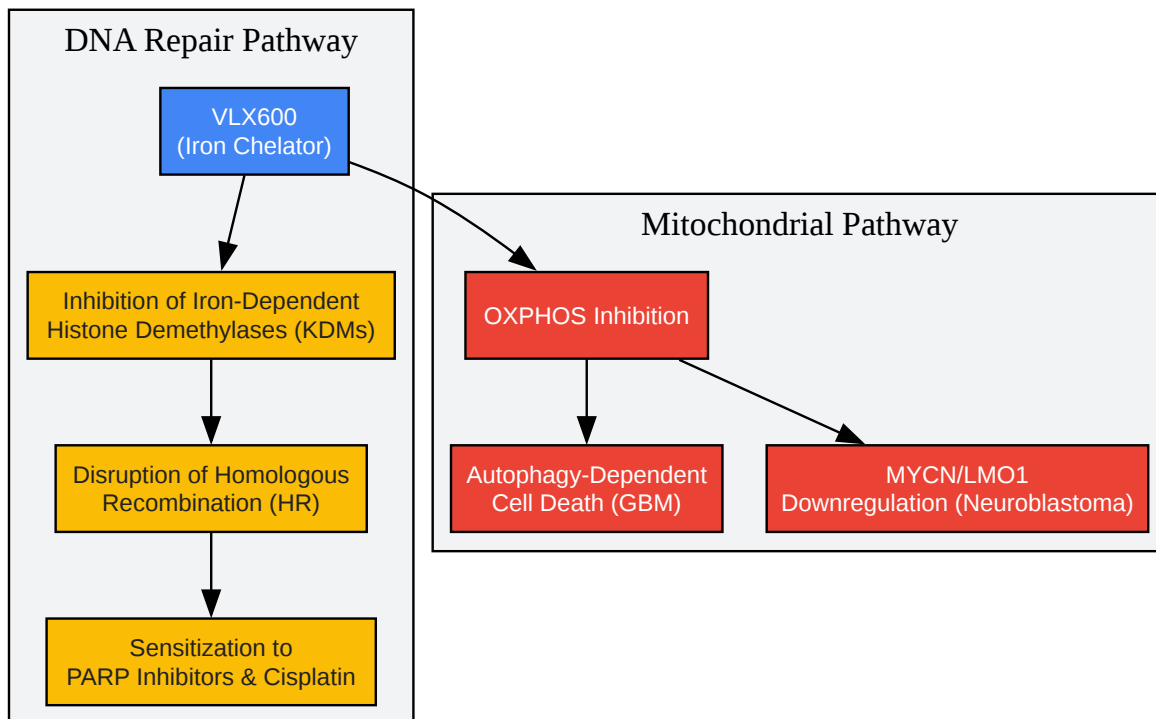 DNA Repair Pathway
VLX600
(Iron Chelator)
Inhibition of Iron-Dependent
Histone Demethylases (KDMs)
Disruption of Homologous
Recombination (HR)
Sensitization to
PARP Inhibitors & Cisplatin
Mitochondrial Pathway
OXPHOS Inhibition
Autophagy-Dependent
Cell Death (GBM)
MYCN/LMO1
Downregulation (Neuroblastoma)